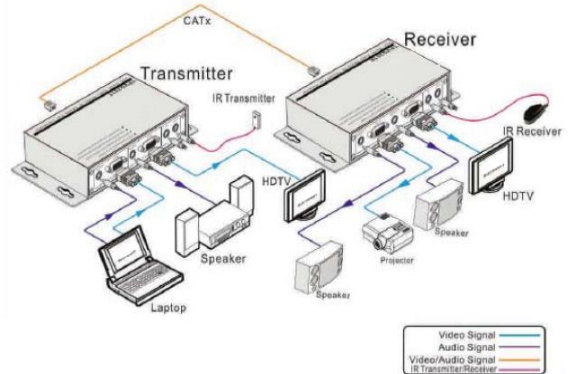 CATx
Receiver
Transmitter
IR Transmitter
IR Receiver
HDTV
HDTV
Speaker
Speaker
Projector
Laptop
Speaker
Video Signal
Audio Signal
Video/Audio Signal
IR Transmitter/Receiver